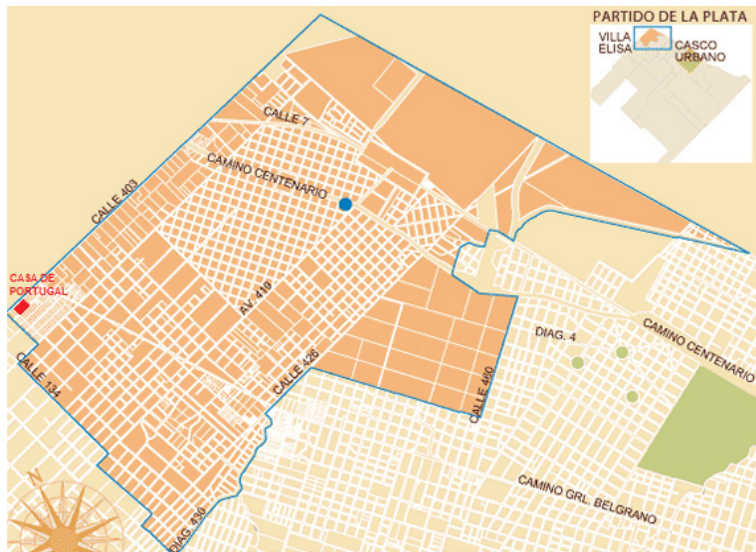 PARTIDO DE LA PLATA
VILLA
ELISA
CASCO
URBANO
CALLE 7
CAMINO CENTENARIO
CALLE 403
CASA DE
PORTUGAL
AV. 419
CALLE 134
CALLE 426
DIAG. 4
CAMINO CENTENARIO
CALLE 460
CAMINO GRL. BELGRANO
DIAG. 430
N